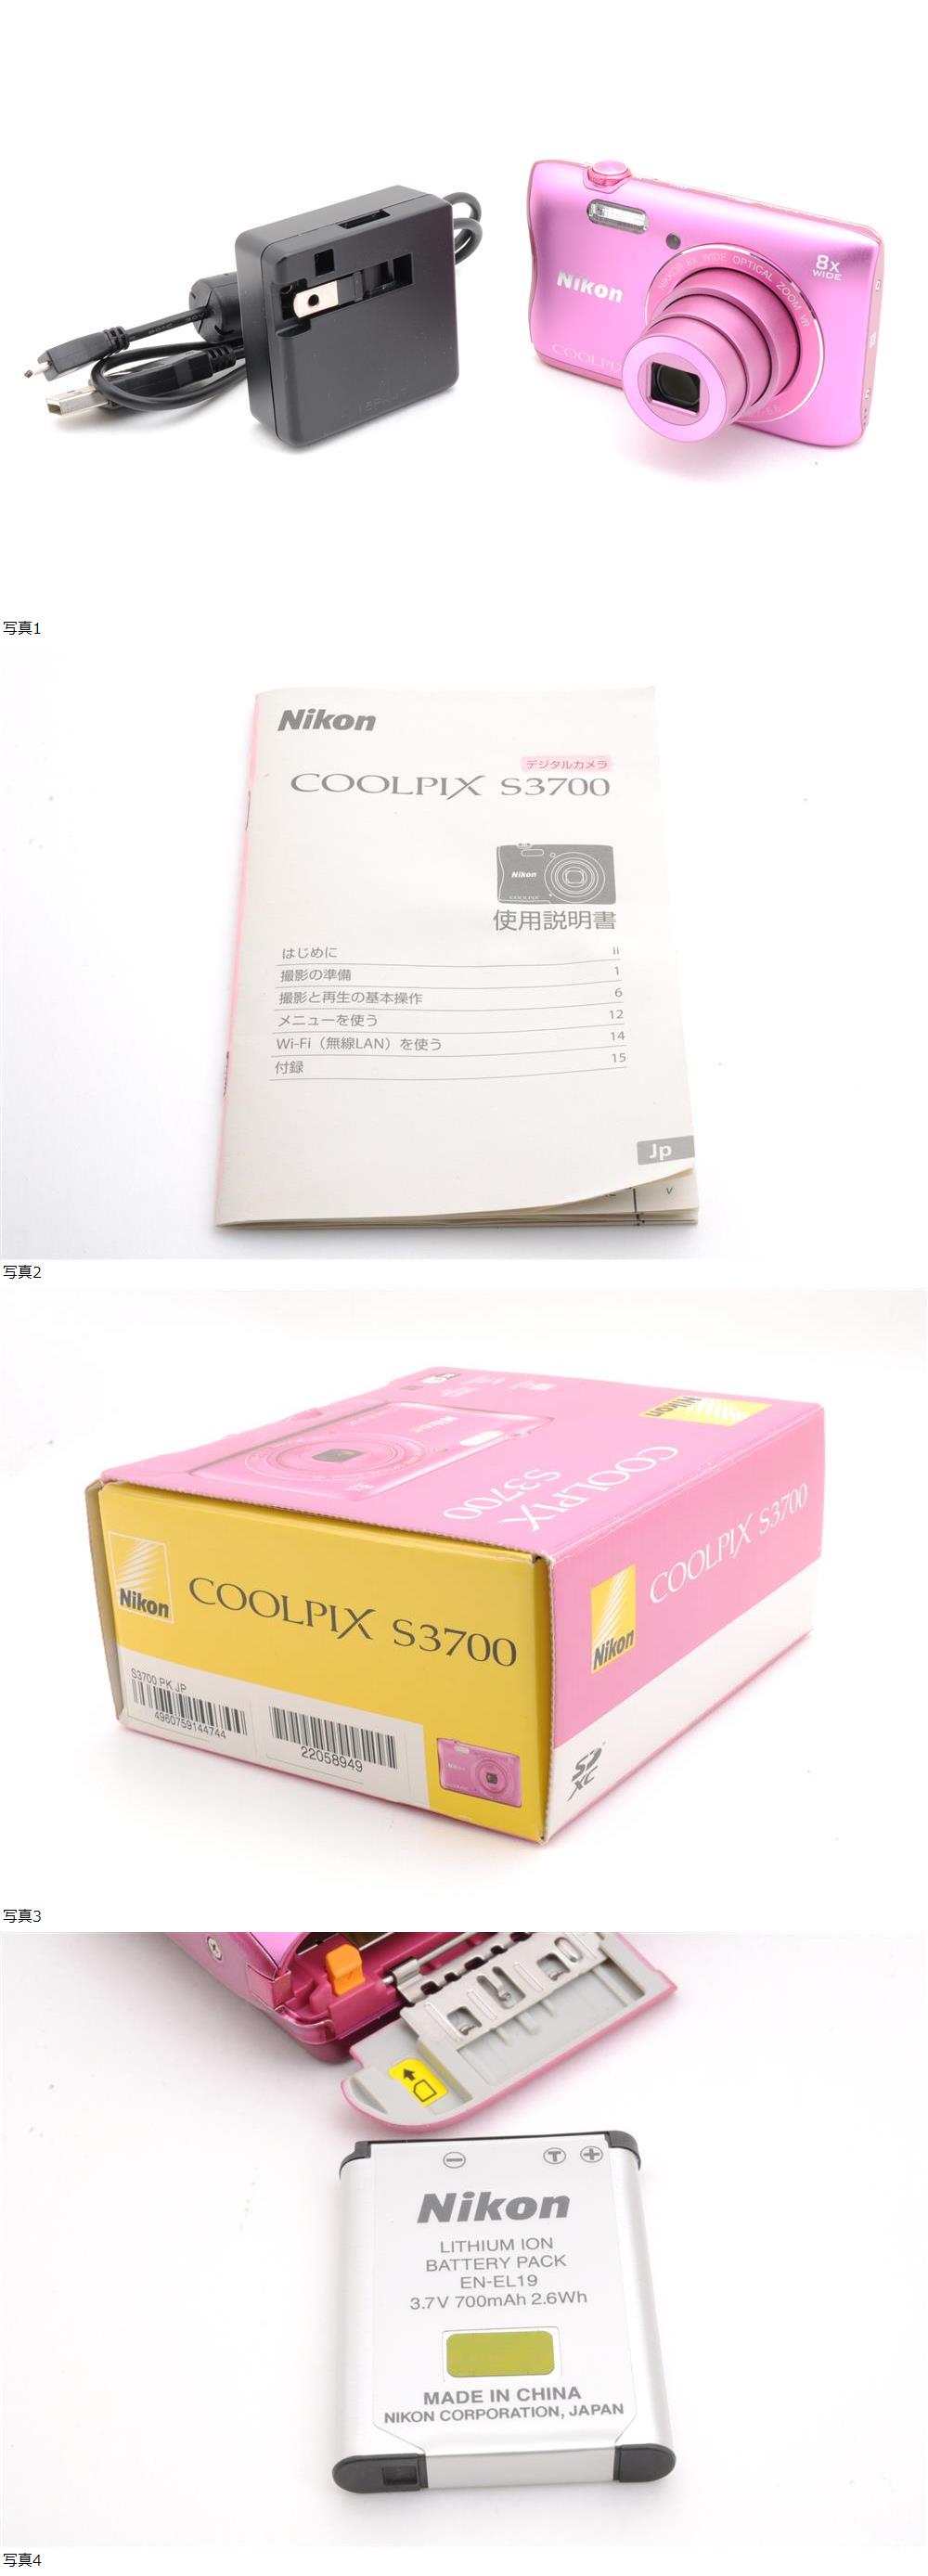 Nikon
8x
WIDE
NIKKOR 8X WIDE OPTICAL ZOOM VR
COOLPIX
写真1
Nikon
デジタルカメラ
COOLPIX S3700
Nikon
COOLPIX
使用説明書
はじめに ii
撮影の準備 1
撮影と再生の基本操作 6
メニューを使う 12
Wi-Fi（無線LAN）を使う 14
付録 15
Jp
v
写真2
Nikon
Nikon
COOLPIX
S3700
Nikon
COOLPIX S3700
Nikon
COOLPIX S3700
S3700 PK JP
4960759144744
22058949
Nikon
SD
XC
写真3
− T +
Nikon
LITHIUM ION
BATTERY PACK
EN-EL19
3.7V 700mAh 2.6Wh
MADE IN CHINA
NIKON CORPORATION, JAPAN
写真4